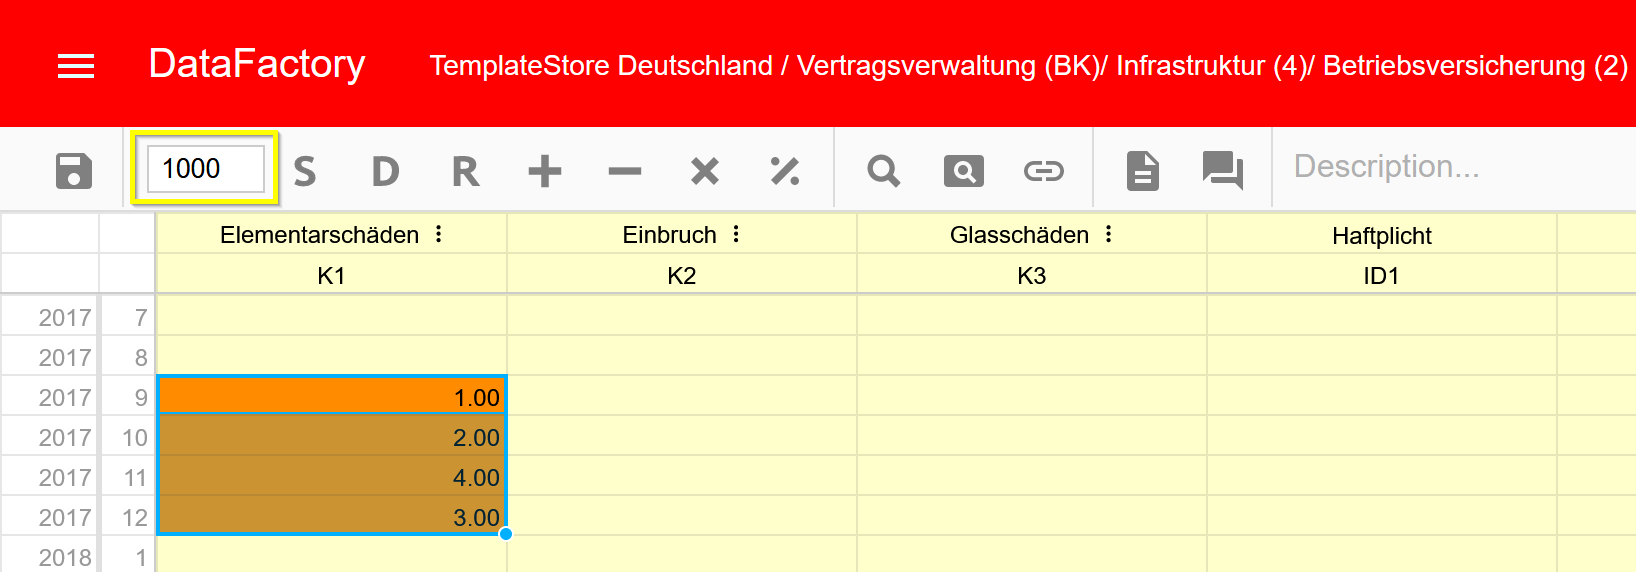 DataFactory TemplateStore Deutschland / Vertragsverwaltung (BK)/ Infrastruktur (4)/ Betriebsversicherung (2)
1000 S D R Description...
Elementarschäden Einbruch Glasschäden Haftplicht
K1 K2 K3 ID1
2017 7
2017 8
2017 9 1.00
2017 10 2.00
2017 11 4.00
2017 12 3.00
2018 1